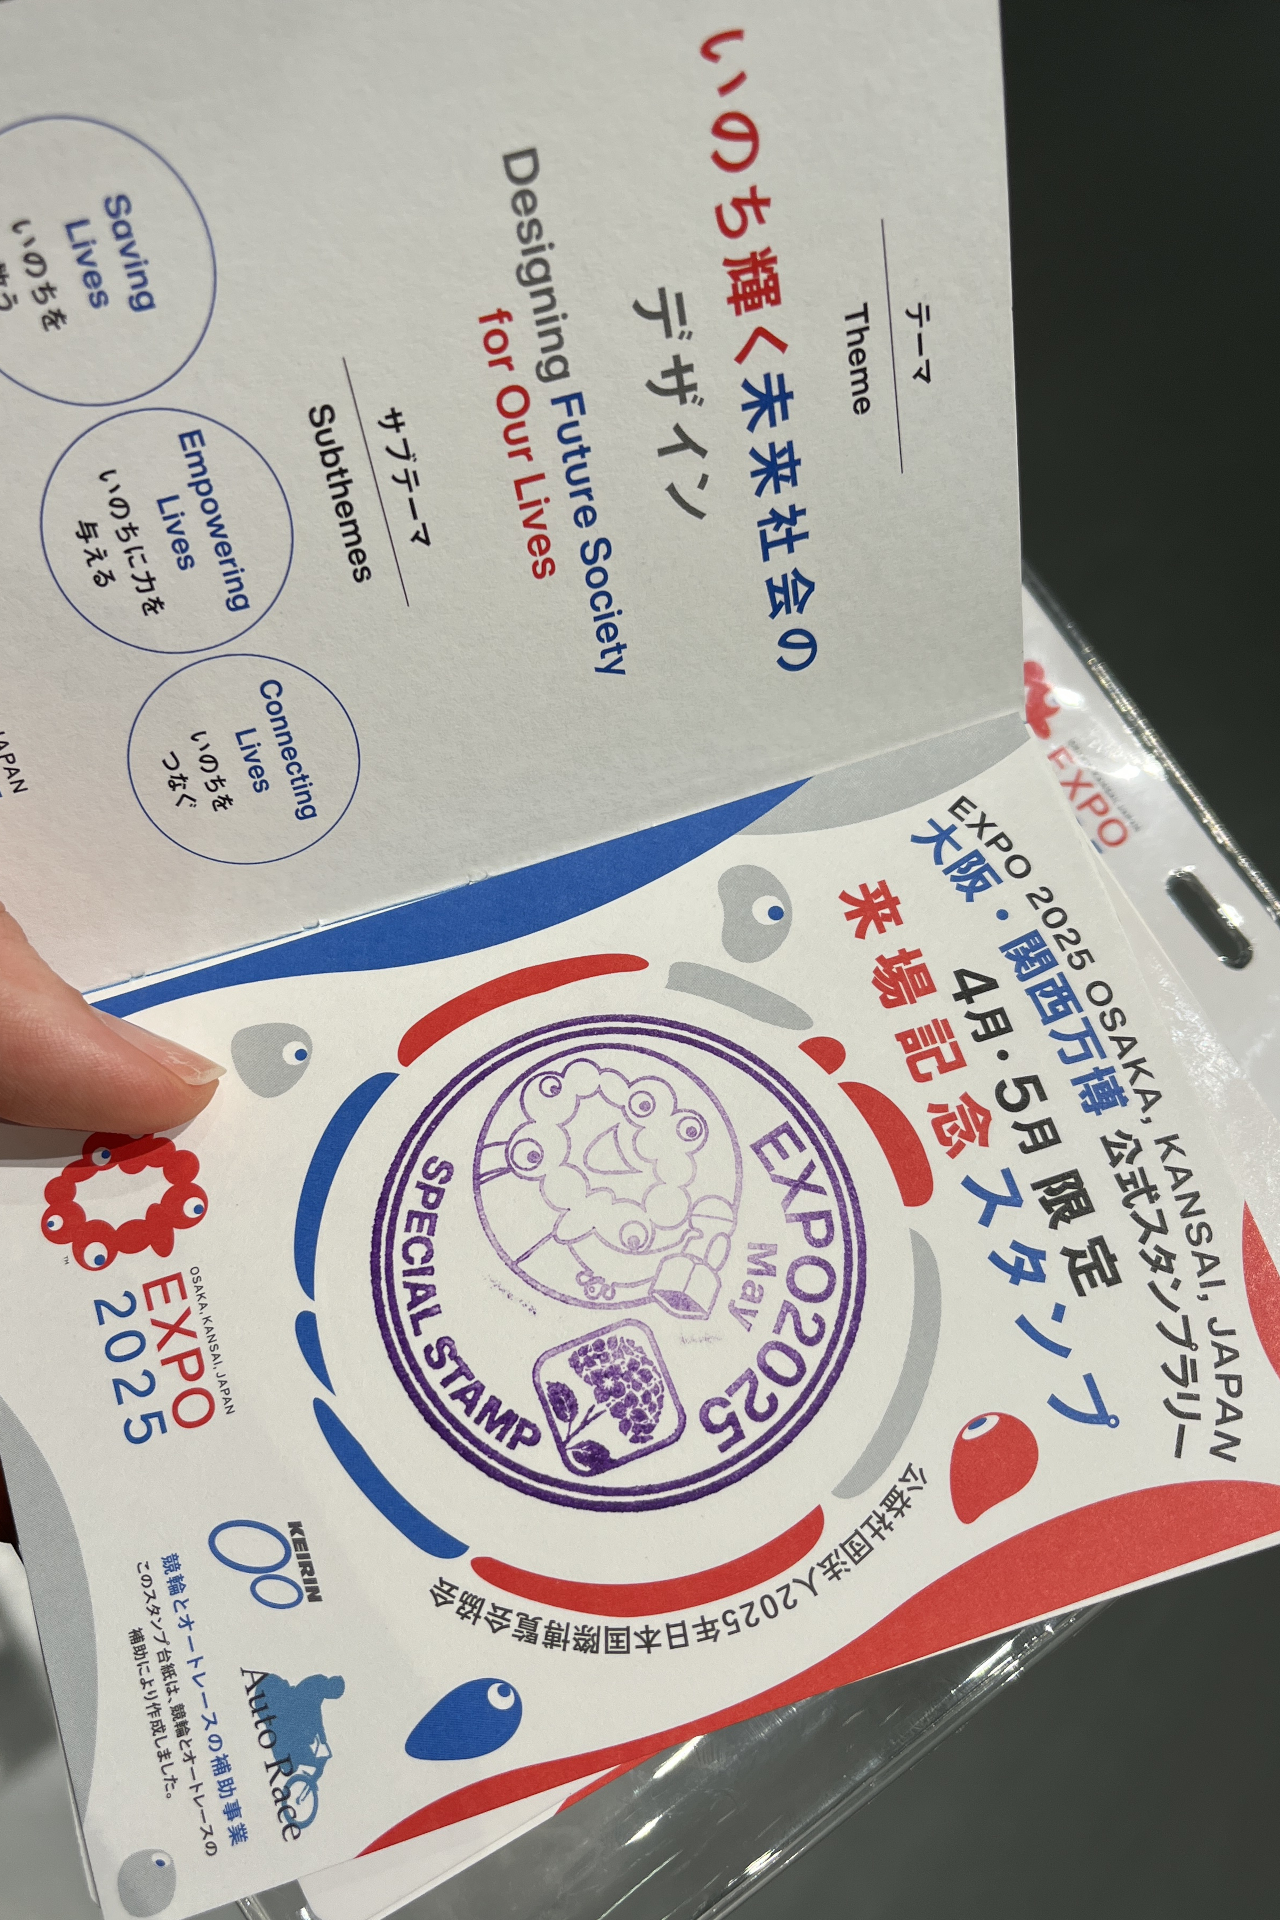 テーマ
Theme
いのち輝く未来社会の
デザイン
Designing Future Society
for Our Lives
サブテーマ
Subthemes
Saving
Lives
いのちを
救う
Empowering
Lives
いのちに力を
与える
Connecting
Lives
いのちを
つなぐ
JAPAN
EXPO
EXPO 2025 OSAKA, KANSAI, JAPAN
大阪・関西万博 公式スタンプラリー
4月・5月 限定
来場記念スタンプ
EXPO2025
May
SPECIAL STAMP
公益社団法人2025年日本国際博覧会協会
OSAKA, KANSAI, JAPAN
EXPO
2025
TM
KEIRIN
Auto Race
競輪とオートレースの補助事業
このスタンプ台紙は、競輪とオートレースの
補助により作成しました。